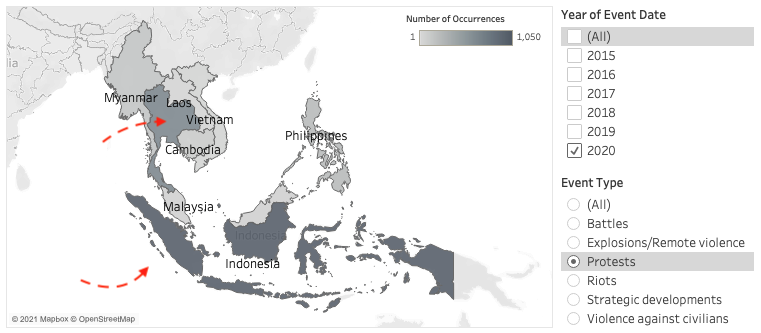 Number of Occurrences
1
1,050
Myanmar
Laos
Vietnam
Cambodia
Philippines
Malaysia
Indonesia
Indonesia
© 2021 Mapbox © OpenStreetMap
Year of Event Date
(All)
2015
2016
2017
2018
2019
2020
Event Type
(All)
Battles
Explosions/Remote violence
Protests
Riots
Strategic developments
Violence against civilians